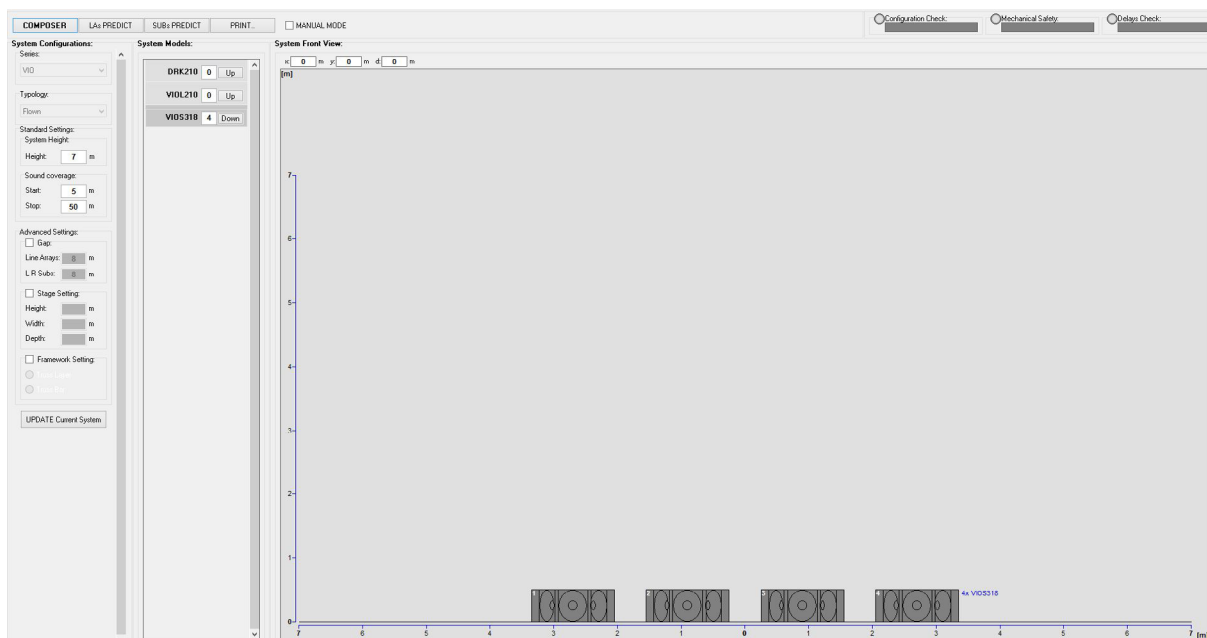 COMPOSER LAs PREDICT SUBs PREDICT PRINT... MANUAL MODE Configuration Check: Mechanical Safety: Delays Check:
System Configurations: System Models: System Front View:
Series:
VIO
Typology:
Flown
Standard Settings:
System Height:
Height: 7 m
Sound coverage:
Start: 5 m
Stop: 50 m
Advanced Settings:
Gap:
Line Arrays: 8 m
L R Subs: 8 m
Stage Setting:
Height: m
Width: m
Depth: m
Framework Setting:
UPDATE Current System
DRK210 0 Up
VIOL210 0 Up
VIOS318 4 Down
x: 0 m y: 0 m d: 0 m
[m]
7
6
5
4
3
2
1
0
1 2 3 4 4x VIOS318
7 6 5 4 3 2 1 0 1 2 3 4 5 6 7 [m]